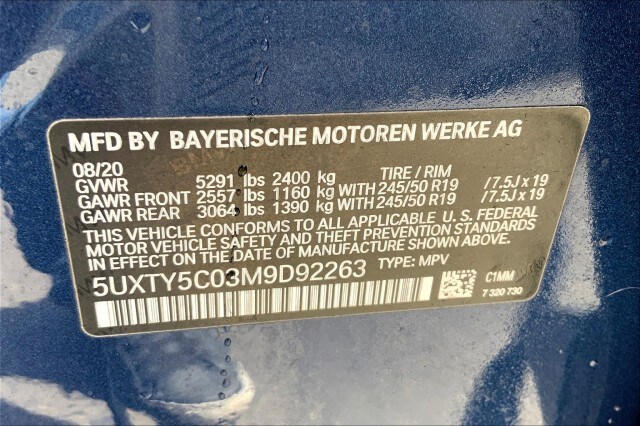 MFD BY BAYERISCHE MOTOREN WERKE AG
08/20 TIRE / RIM
GVWR 5291 lbs 2400 kg
GAWR FRONT 2557 lbs 1160 kg WITH 245/50 R19 /7.5J x 19
GAWR REAR 3064 lbs 1390 kg WITH 245/50 R19 /7.5J x 19
THIS VEHICLE CONFORMS TO ALL APPLICABLE U. S. FEDERAL
MOTOR VEHICLE SAFETY AND THEFT PREVENTION STANDARDS
IN EFFECT ON THE DATE OF MANUFACTURE SHOWN ABOVE.
5UXTY5C03M9D92263 TYPE: MPV
C1MM
7 320 730